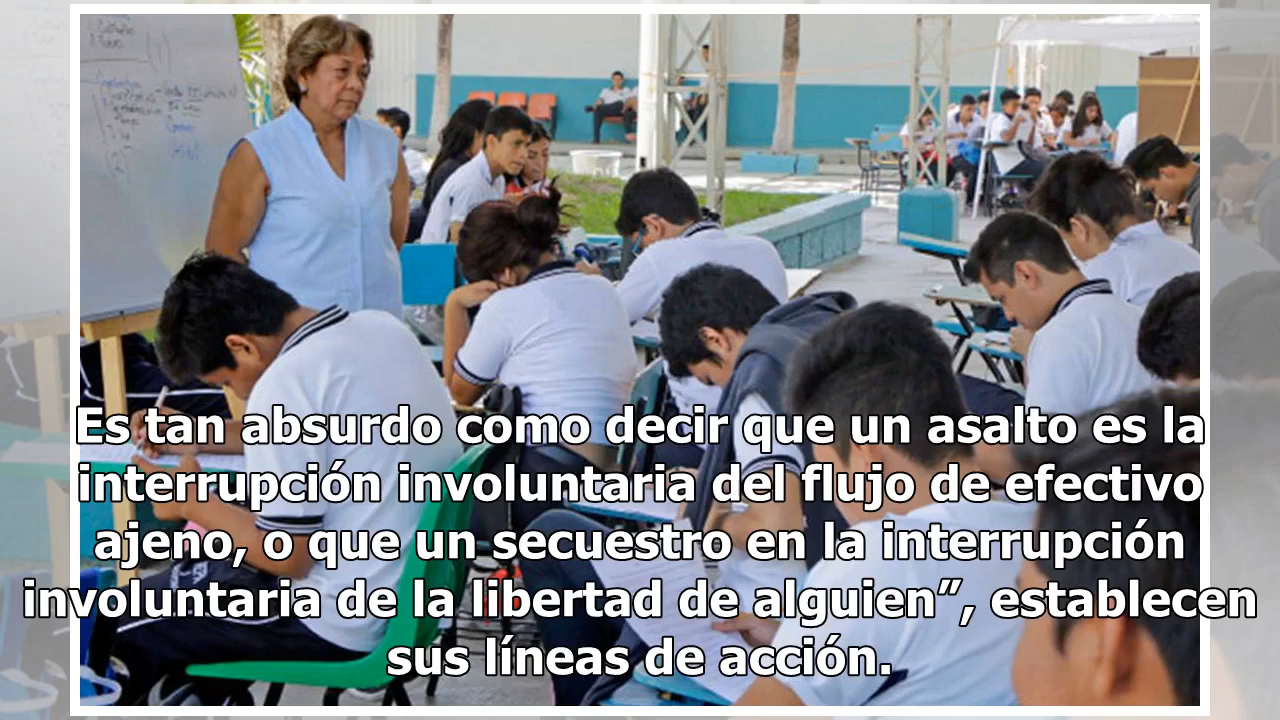 Es tan absurdo como decir que un asalto es la
interrupción involuntaria del flujo de efectivo
ajeno, o que un secuestro en la interrupción
involuntaria de la libertad de alguien”, establecen
sus líneas de acción.